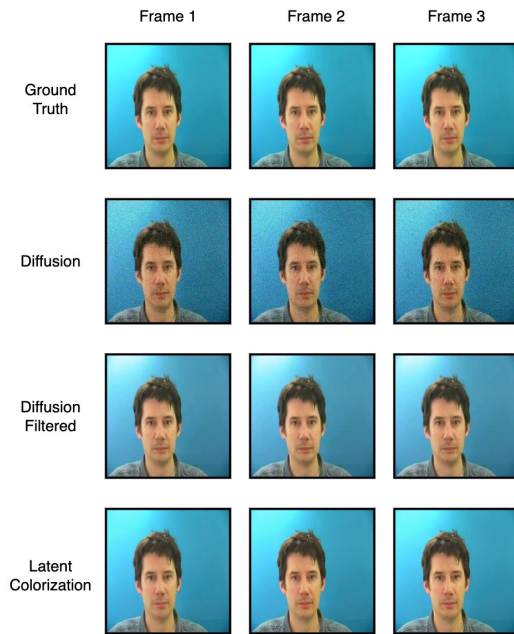 Frame 1 Frame 2 Frame 3
Ground
Truth
Diffusion
Diffusion
Filtered
Latent
Colorization